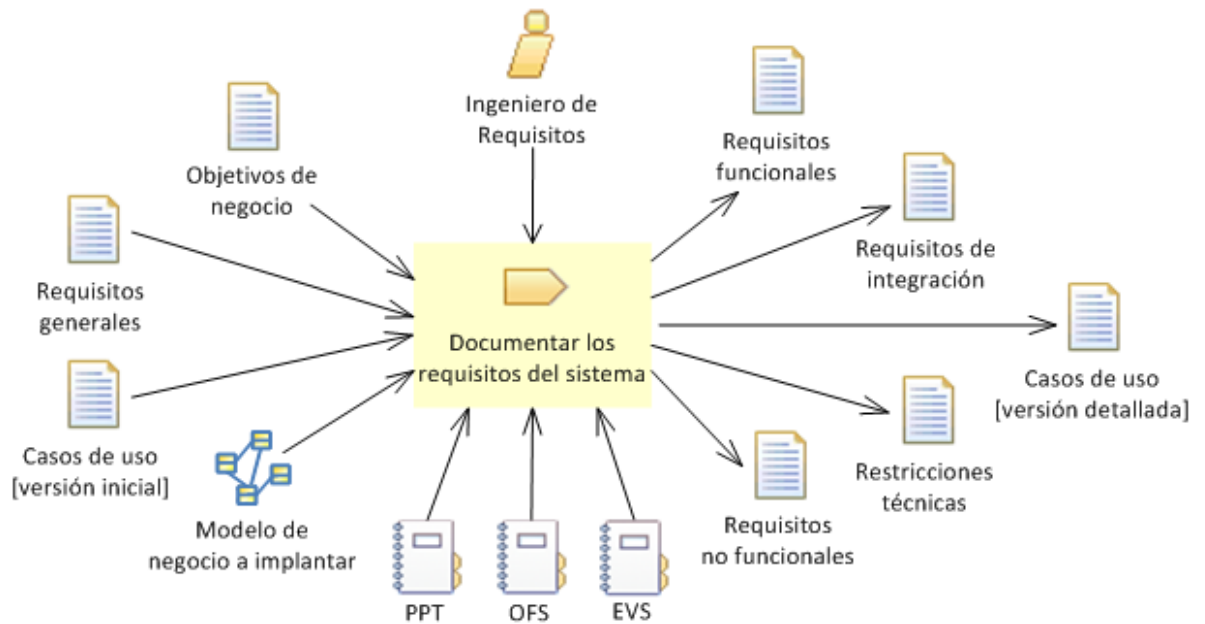 Ingeniero de
Requisitos
Objetivos de
negocio
Requisitos
generales
Casos de uso
[versión inicial]
Modelo de
negocio a implantar
Documentar los
requisitos del sistema
PPT
OFS
EVS
Requisitos
funcionales
Requisitos de
integración
Casos de uso
[versión detallada]
Restricciones
técnicas
Requisitos
no funcionales